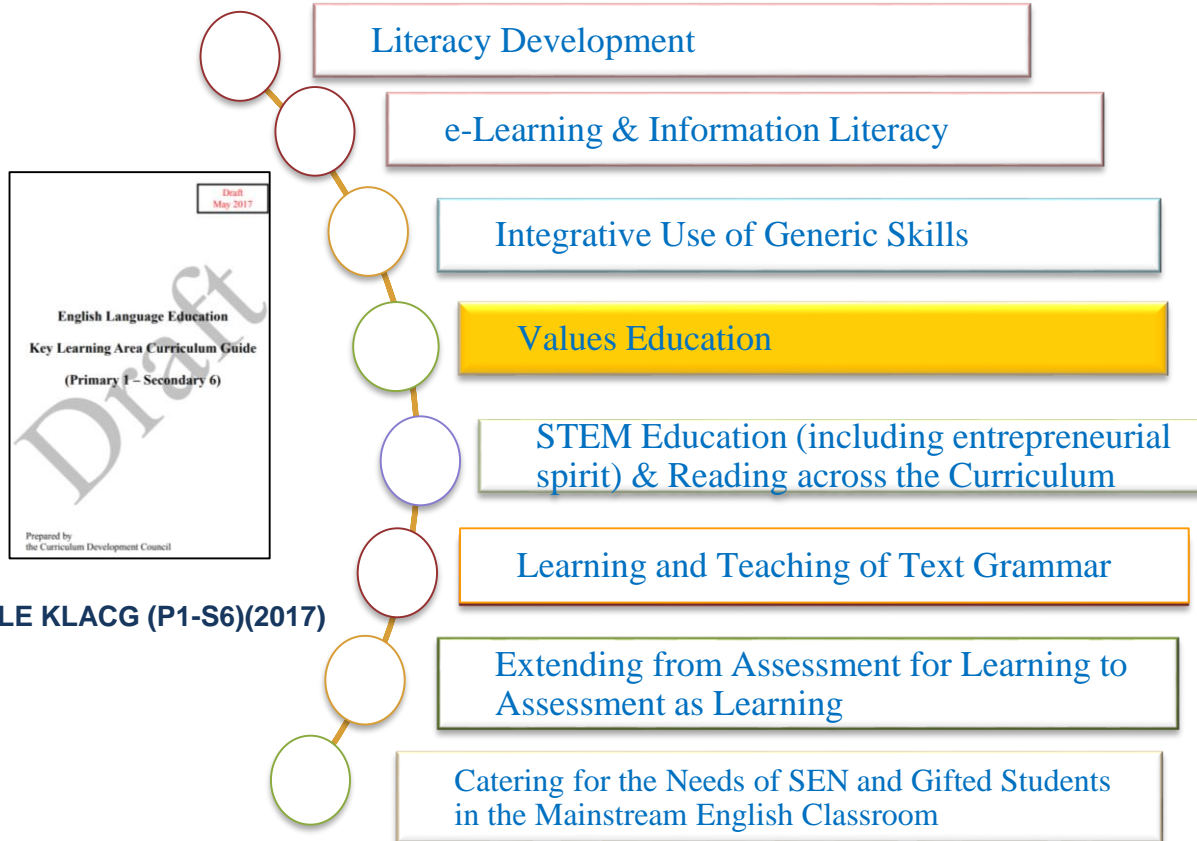 Literacy Development
e-Learning & Information Literacy
Integrative Use of Generic Skills
Values Education
STEM Education (including entrepreneurial
spirit) & Reading across the Curriculum
Learning and Teaching of Text Grammar
Extending from Assessment for Learning to
Assessment as Learning
Catering for the Needs of SEN and Gifted Students
in the Mainstream English Classroom
Draft
May 2017
English Language Education
Key Learning Area Curriculum Guide
(Primary 1 – Secondary 6)
Draft
Prepared by
the Curriculum Development Council
LE KLACG (P1-S6)(2017)